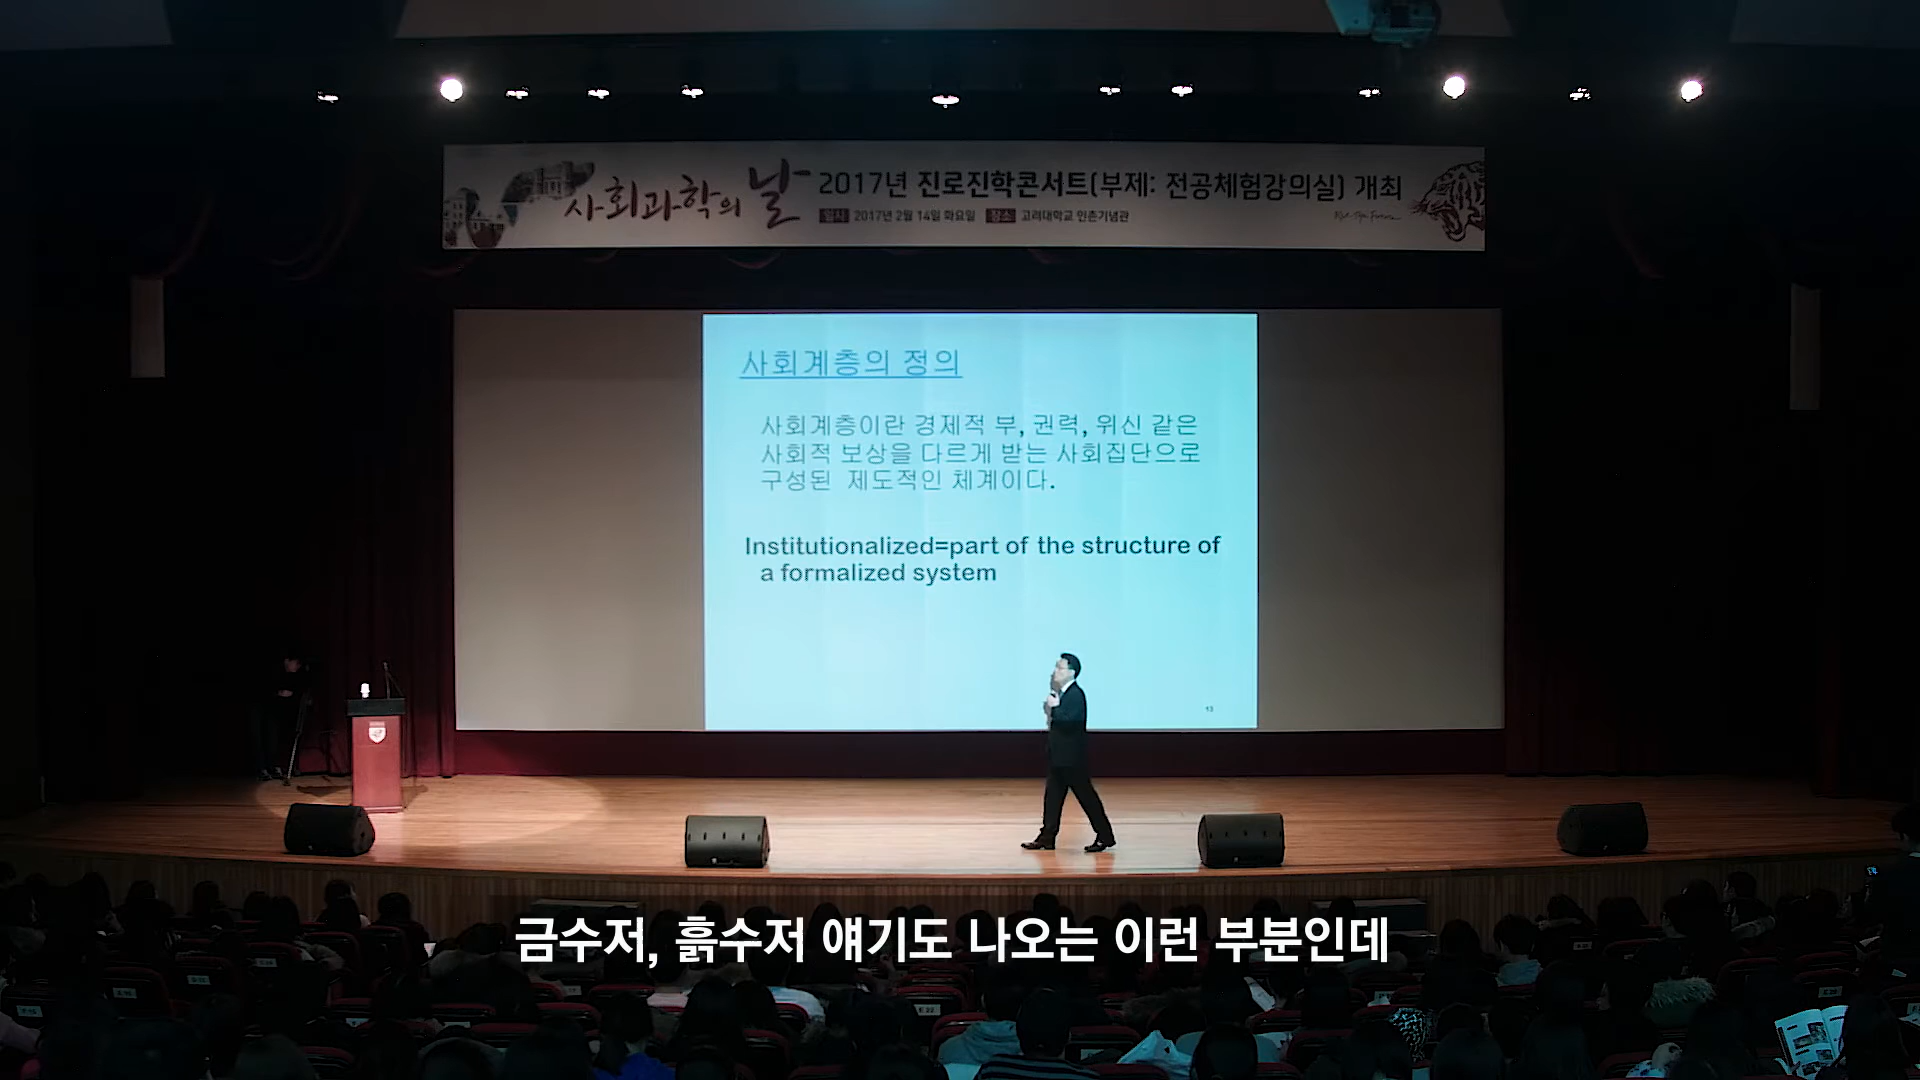 사회과학의 날 2017년 진로진학콘서트(부제: 전공체험강의실) 개최
일시 2017년 2월 14일 화요일 장소 고려대학교 인촌기념관
사회계층의 정의
사회계층이란 경제적 부, 권력, 위신 같은
사회적 보상을 다르게 받는 사회집단으로
구성된 제도적인 체계이다.
Institutionalized=part of the structure of
a formalized system
13
금수저, 흙수저 얘기도 나오는 이런 부분인데